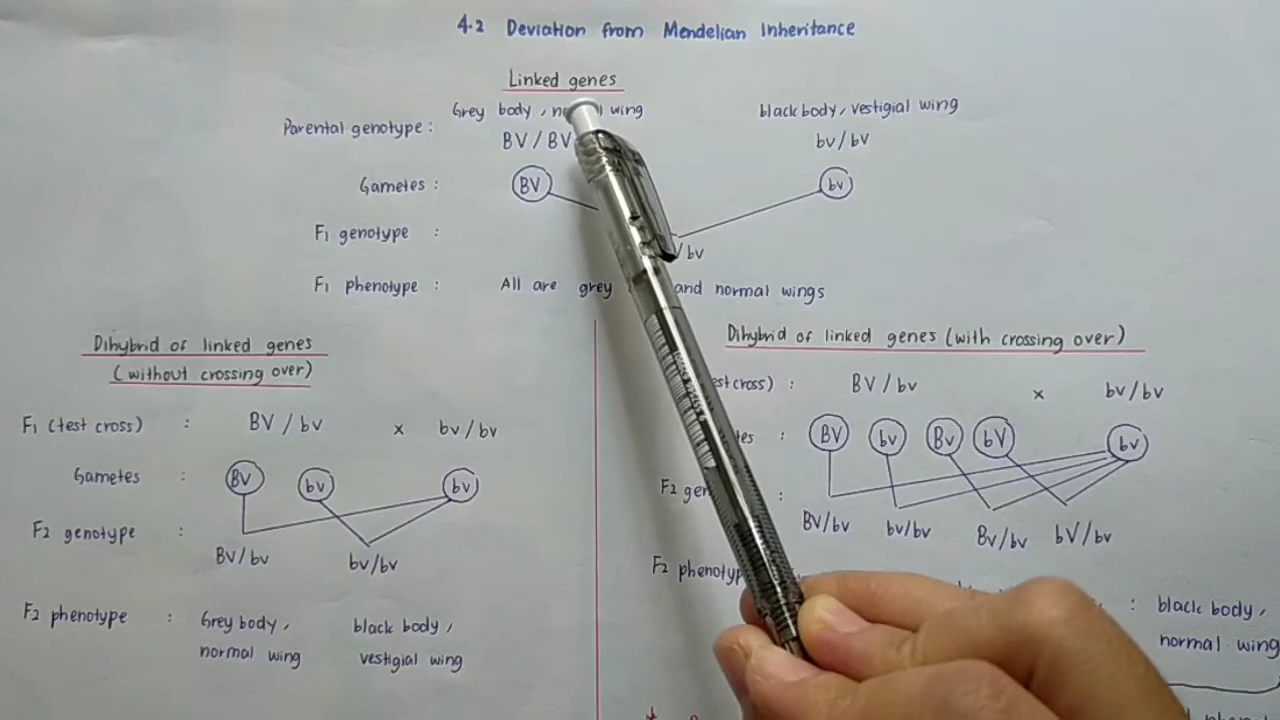 4.2 Deviation from Mendelian Inheritance
Linked genes
Grey body, wing
black body, vestigial wing
Parental genotype :
BV / BV
bv / bv
Gametes :
BV
bv
F1 genotype :
/ bv
F1 phenotype : All are grey and normal wings
Dihybrid of linked genes
(without crossing over)
F1 (test cross) : BV / bv x bv / bv
Gametes : BV bv bv
F2 genotype :
BV / bv bv / bv
F2 phenotype : Grey body, black body,
normal wing vestigial wing
Dihybrid of linked genes (with crossing over)
cross) : BV / bv x bv / bv
: BV bv Bv bV bv
F2 :
BV / bv bv / bv Bv / bv bV / bv
F2
: black body,
normal wing